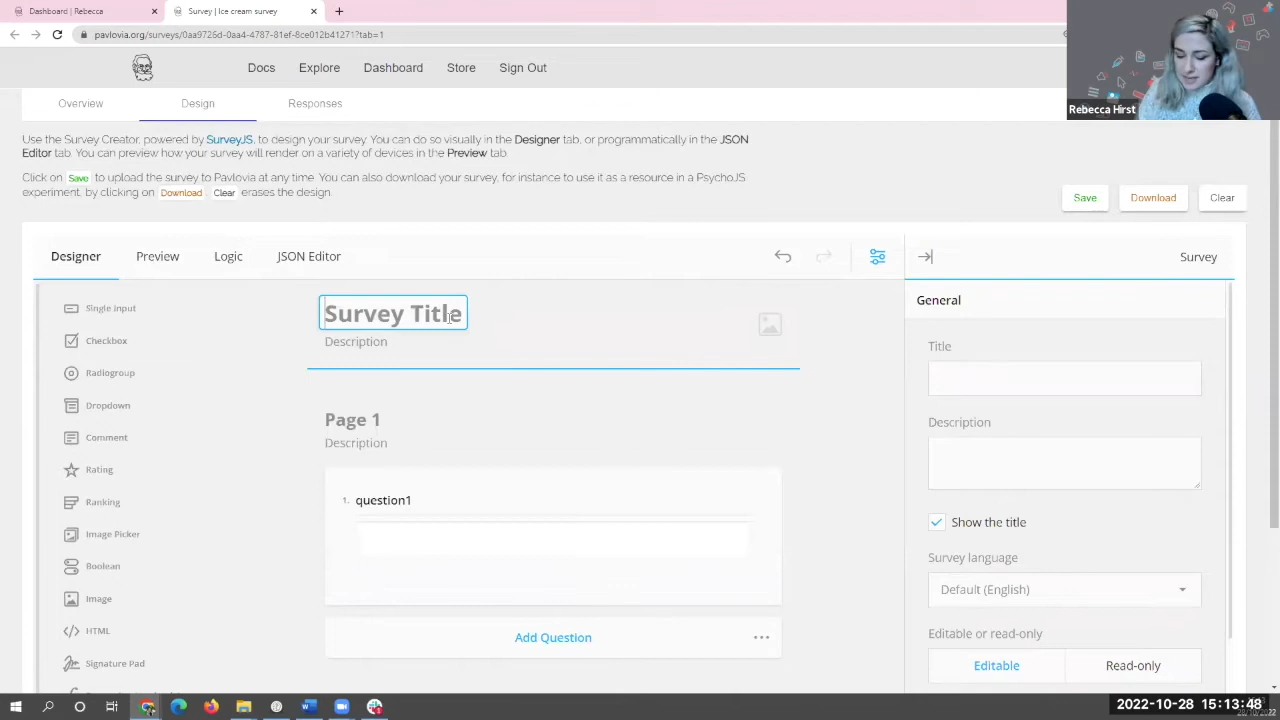 Dashboard | Rebecca
Survey | Ice cream survey
pavlovia.org/surveys/0aa9726d-0aa4-4787-81ef-8ce012b41271?tab=1
Docs
Explore
Dashboard
Store
Sign Out
Rebecca Hirst
Overview
Design
Responses
Use the Survey Creator, powered by SurveyJS, to design your survey. You can do so visually in the Designer tab, or programmatically in the JSON
Editor tab. You can preview how your survey will render on a variety of devices in the Preview tab.
Click on Save to upload the survey to Pavlovia at any time. You can also download your survey, for instance to use it as a resource in a PsychoJS
experiment, by clicking on Download Clear erases the design.
Save
Download
Clear
Designer
Preview
Logic
JSON Editor
Survey
Single Input
Checkbox
Radiogroup
Dropdown
Comment
Rating
Ranking
Image Picker
Boolean
Image
HTML
Signature Pad
Survey Title
Description
Page 1
Description
1. question1
Add Question
General
Title
Description
Show the title
Survey language
Default (English)
Editable or read-only
Editable
Read-only
2022-10-28 15:13:48